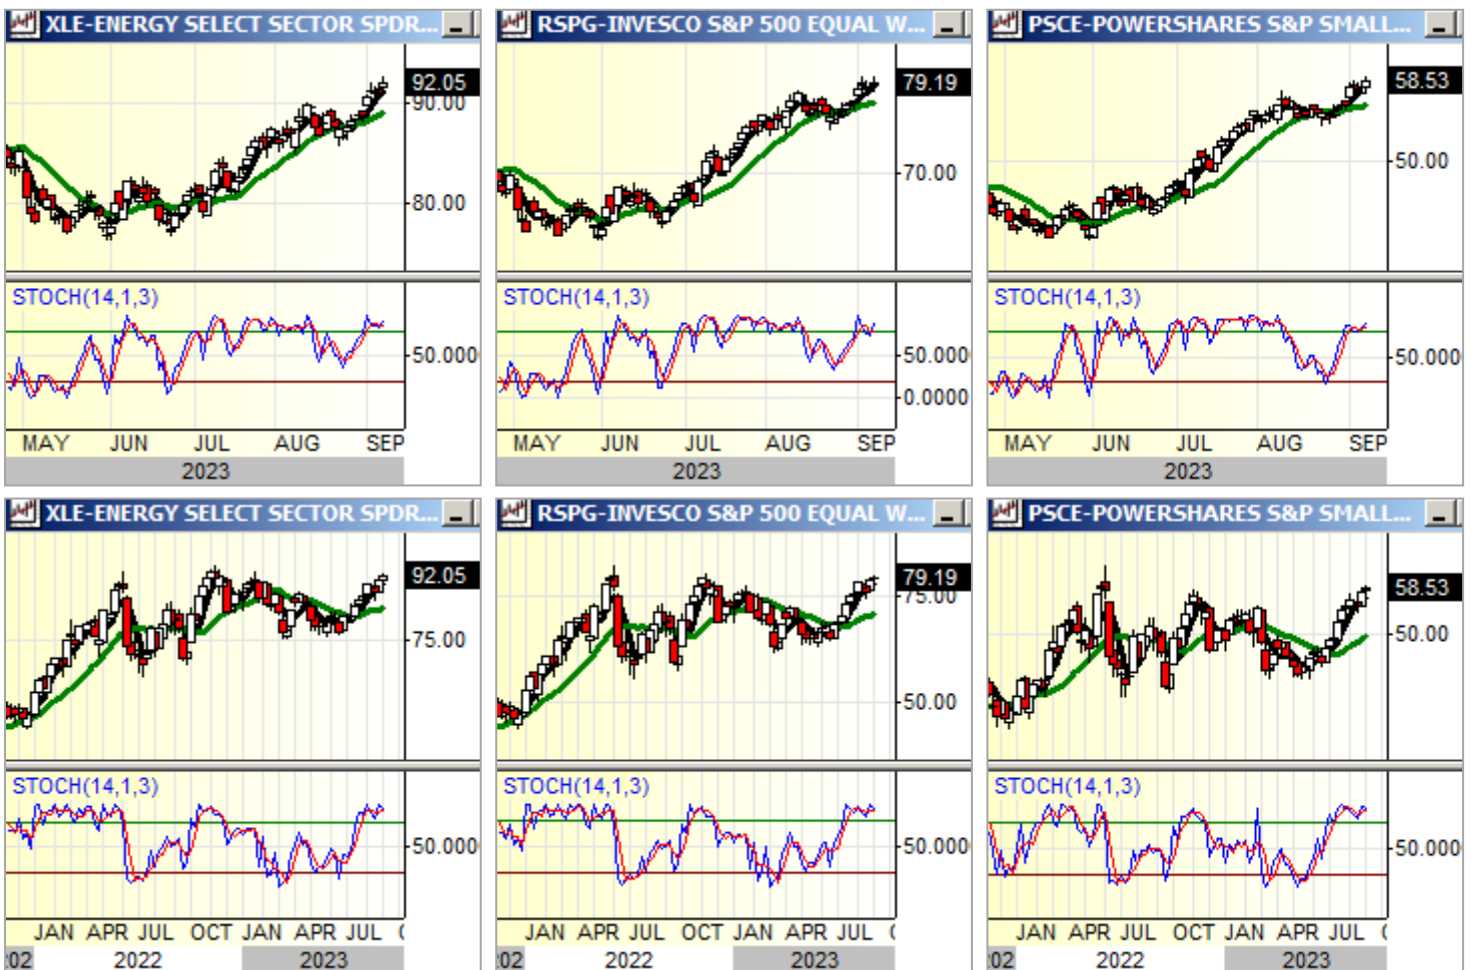 XLE-ENERGY SELECT SECTOR SPDR...
92.05
90.00
80.00
STOCH(14,1,3)
50.000
MAY JUN JUL AUG SEP
2023
RSPG-INVESCO S&P 500 EQUAL W...
79.19
70.00
STOCH(14,1,3)
50.000
0.0000
MAY JUN JUL AUG SEP
2023
PSCE-POWERSHARES S&P SMALL...
58.53
50.00
STOCH(14,1,3)
50.000
MAY JUN JUL AUG SEP
2023
XLE-ENERGY SELECT SECTOR SPDR...
92.05
75.00
STOCH(14,1,3)
50.000
JAN APR JUL OCT JAN APR JUL
202 2022 2023
RSPG-INVESCO S&P 500 EQUAL W...
79.19
75.00
50.00
STOCH(14,1,3)
50.000
JAN APR JUL OCT JAN APR JUL
202 2022 2023
PSCE-POWERSHARES S&P SMALL...
58.53
50.00
STOCH(14,1,3)
50.000
JAN APR JUL OCT JAN APR JUL
202 2022 2023